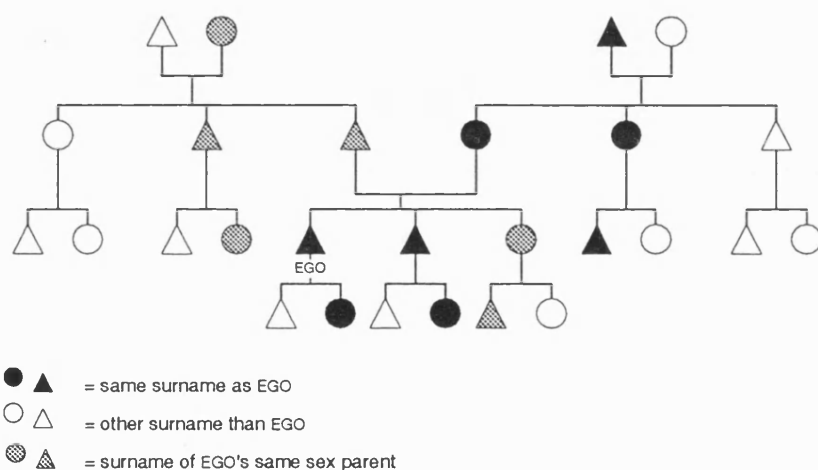 EGO
= same surname as EGO
= other surname than EGO
= surname of EGO's same sex parent